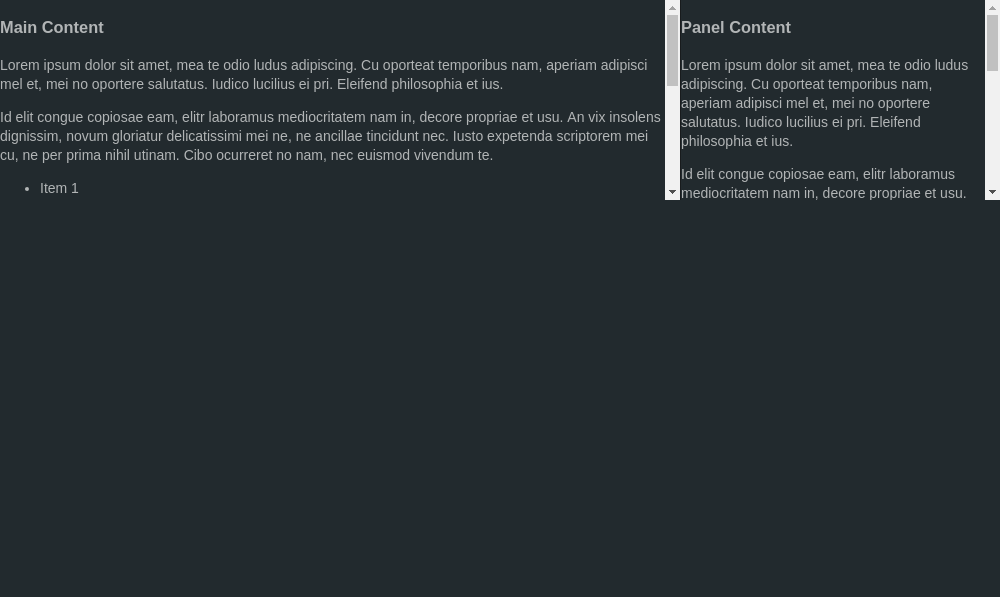 Main Content
Lorem ipsum dolor sit amet, mea te odio ludus adipiscing. Cu oporteat temporibus nam, aperiam adipisci
mel et, mei no oportere salutatus. Iudico lucilius ei pri. Eleifend philosophia et ius.
Id elit congue copiosae eam, elitr laboramus mediocritatem nam in, decore propriae et usu. An vix insolens
dignissim, novum gloriatur delicatissimi mei ne, ne ancillae tincidunt nec. Iusto expetenda scriptorem mei
cu, ne per prima nihil utinam. Cibo ocurreret no nam, nec euismod vivendum te.
• Item 1
Panel Content
Lorem ipsum dolor sit amet, mea te odio ludus
adipiscing. Cu oporteat temporibus nam,
aperiam adipisci mel et, mei no oportere
salutatus. Iudico lucilius ei pri. Eleifend
philosophia et ius.
Id elit congue copiosae eam, elitr laboramus
mediocritatem nam in, decore propriae et usu.